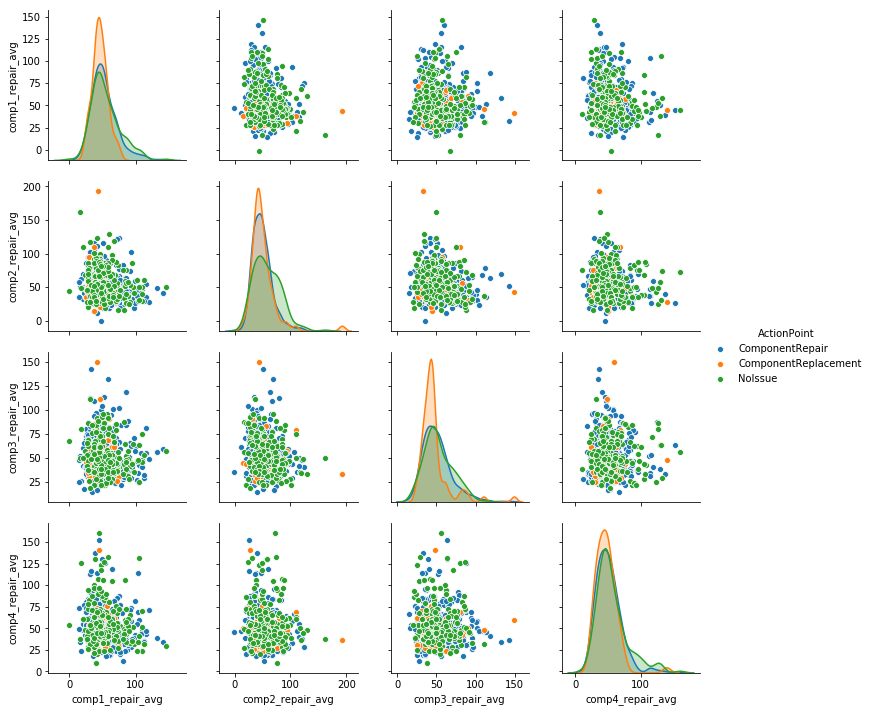 150
125
100
75
50
25
0
comp1_repair_avg
200
150
100
50
0
comp2_repair_avg
ActionPoint
ComponentRepair
ComponentReplacement
NoIssue
150
125
100
75
50
25
comp3_repair_avg
150
125
100
75
50
25
0
comp4_repair_avg
0 100
0 100 200
0 50 100 150
0 100
comp1_repair_avg
comp2_repair_avg
comp3_repair_avg
comp4_repair_avg